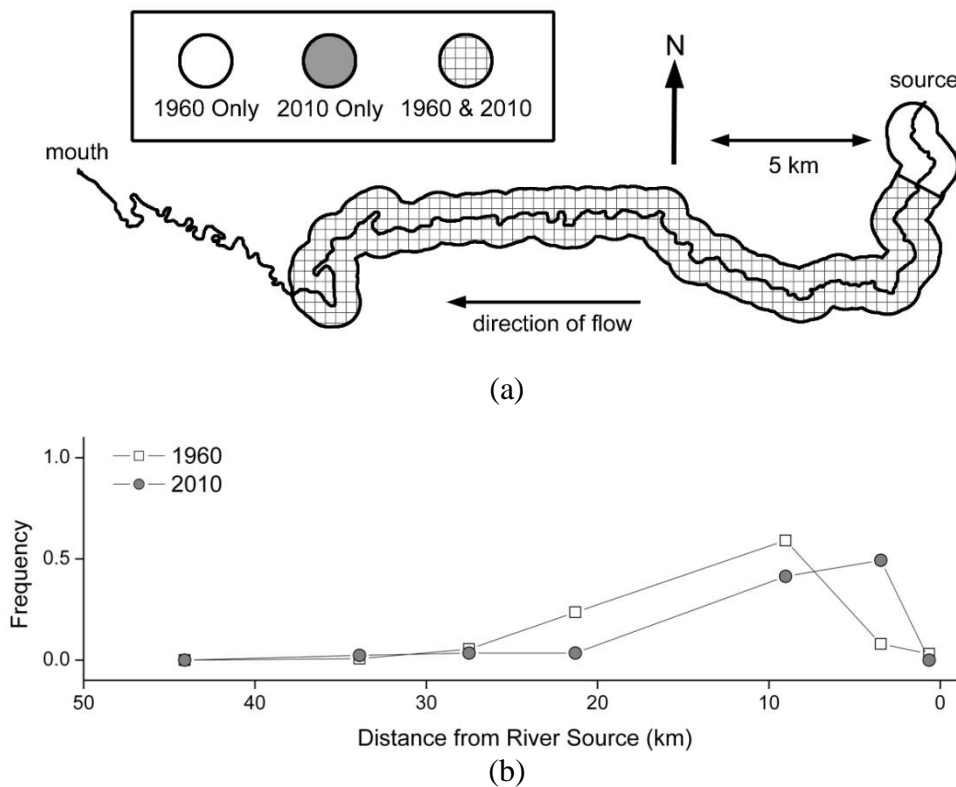 1960 Only 2010 Only 1960 & 2010
N
source
5 km
mouth
direction of flow
(a)
1960
2010
1.0
0.5
0.0
Frequency
50 40 30 20 10 0
Distance from River Source (km)
(b)